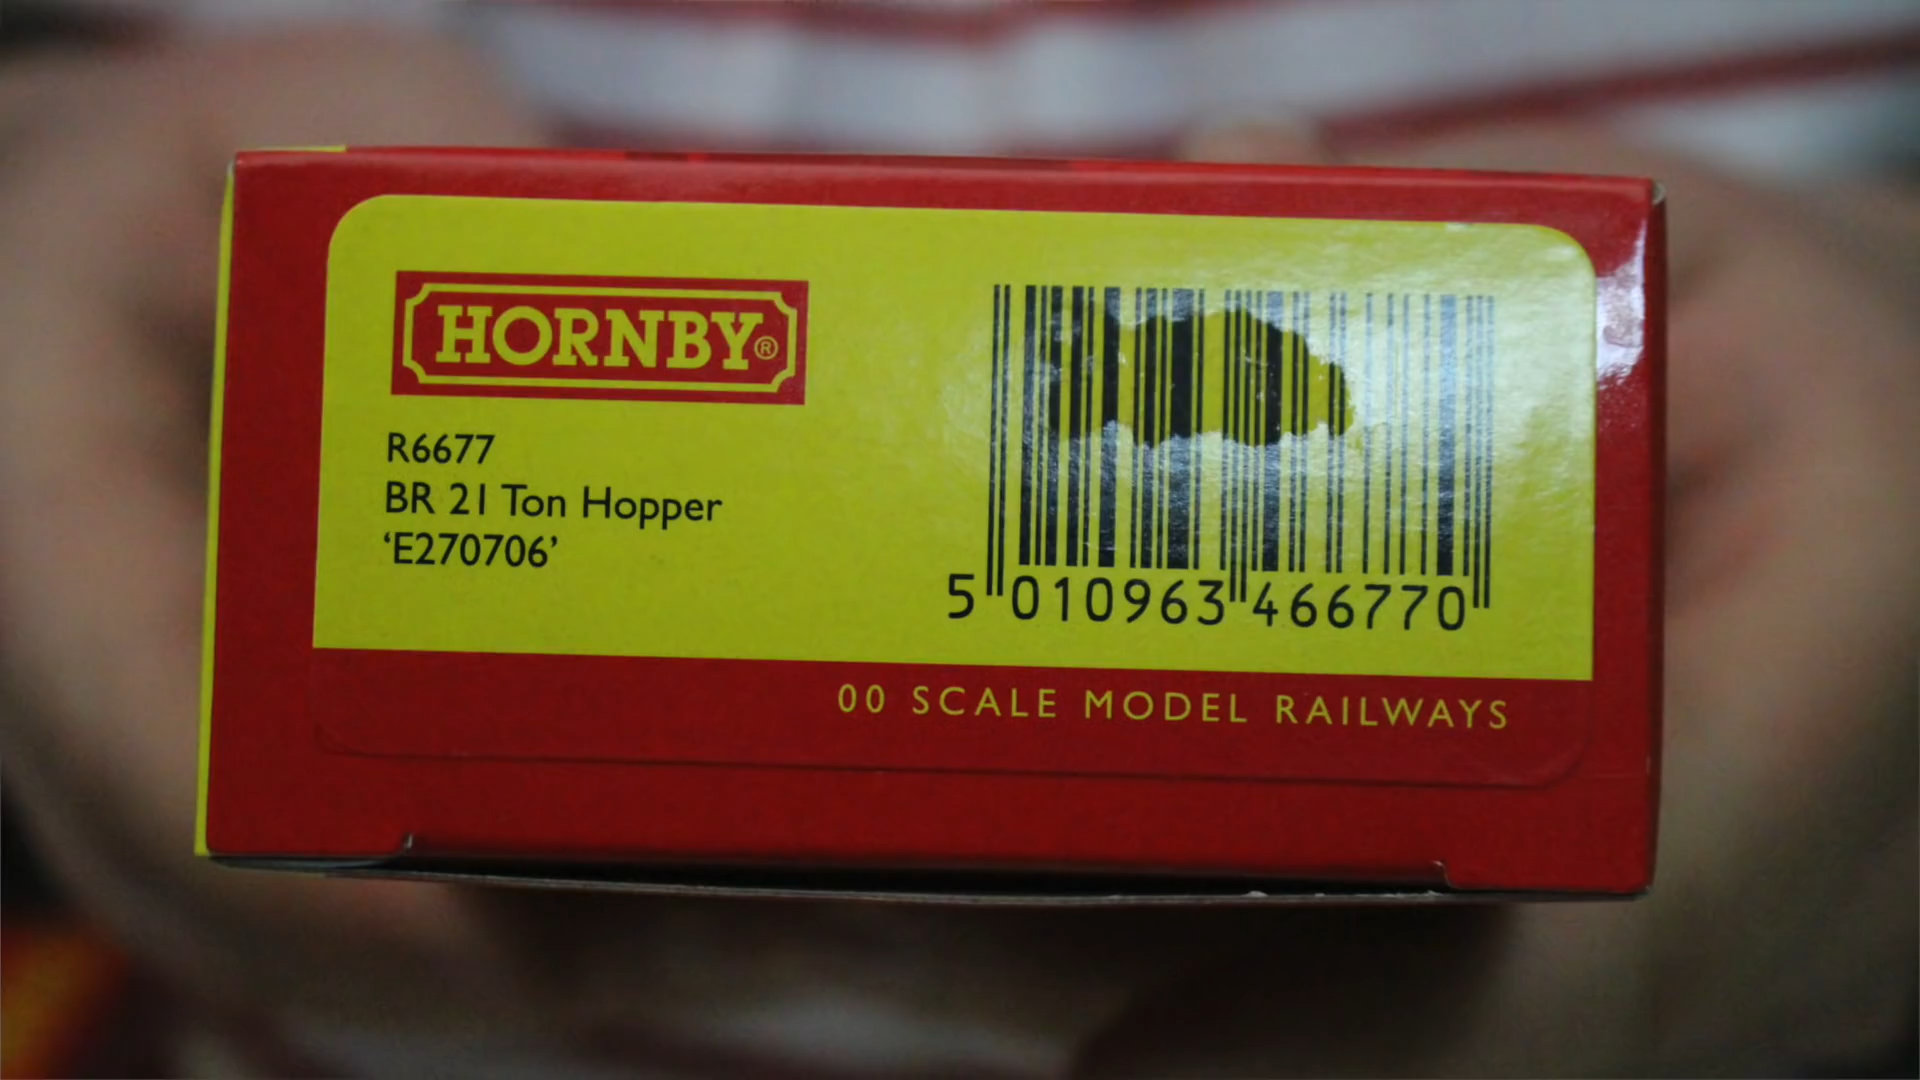 HORNBY®
R6677
BR 21 Ton Hopper
‘E270706’
5 010963 466770
00 SCALE MODEL RAILWAYS